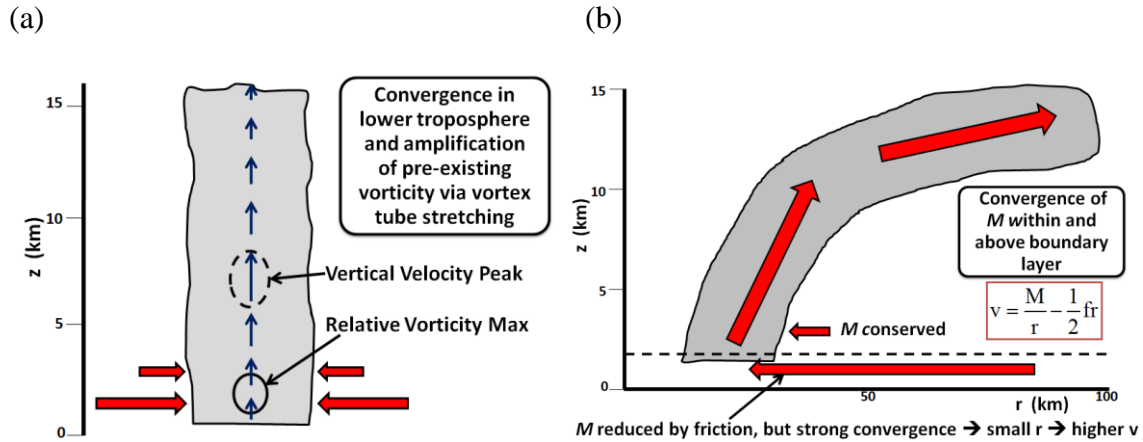 (a)
15
10
5
0
z (km)
Convergence in
lower troposphere
and amplification
of pre-existing
vorticity via vortex
tube stretching
Vertical Velocity Peak
Relative Vorticity Max
(b)
15
10
5
0
z (km)
Convergence of
M within and
above boundary
layer
v = M/r − 1/2 fr
M conserved
50
100
r (km)
M reduced by friction, but strong convergence → small r → higher v